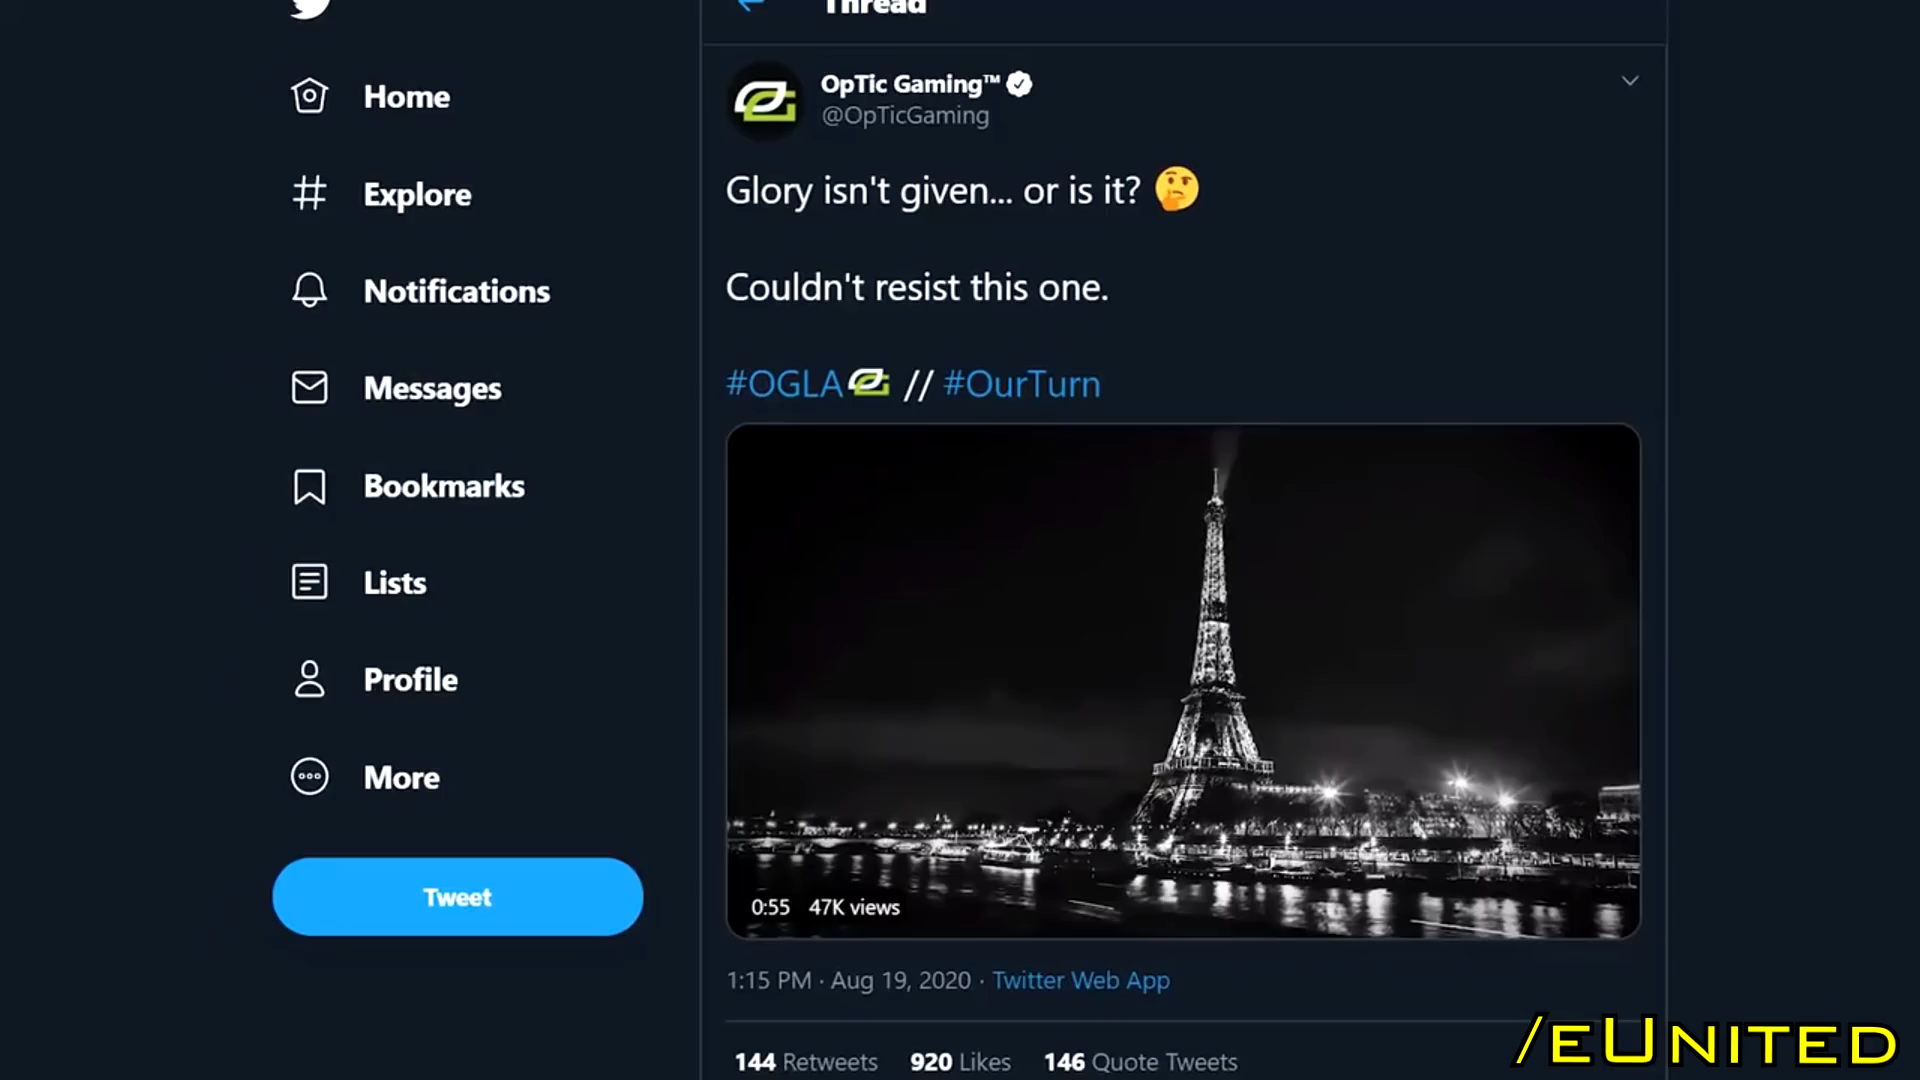 Thread
Home
Explore
Notifications
Messages
Bookmarks
Lists
Profile
More
Tweet
OpTic Gaming™
@OpTicGaming
Glory isn't given... or is it? 🤔
Couldn't resist this one.
#OGLA // #OurTurn
0:55 47K views
1:15 PM · Aug 19, 2020 · Twitter Web App
144 Retweets 920 Likes 146 Quote Tweets
/eUnited